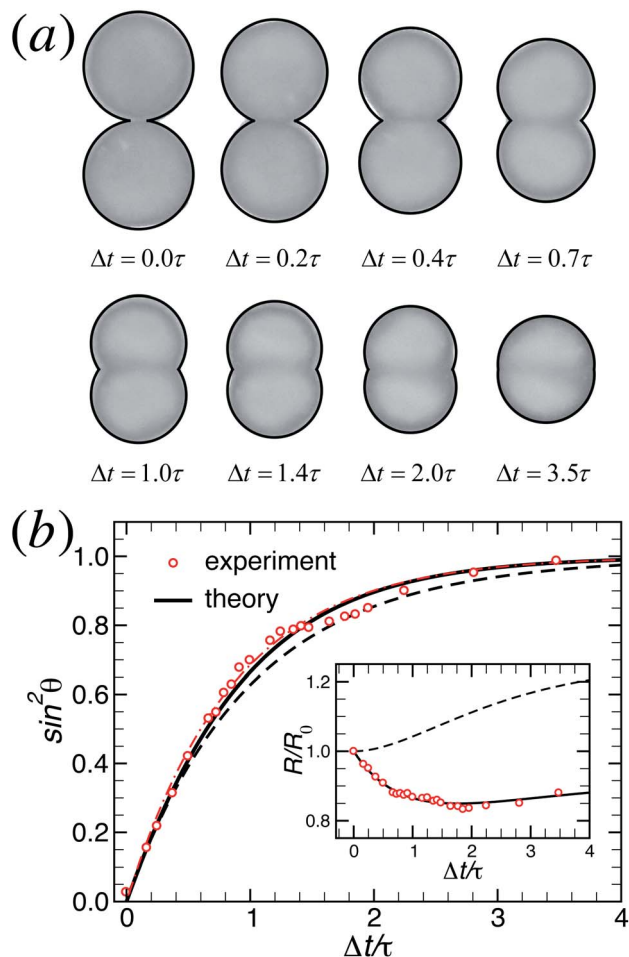 (a)
Δt = 0.0τ Δt = 0.2τ Δt = 0.4τ Δt = 0.7τ
Δt = 1.0τ Δt = 1.4τ Δt = 2.0τ Δt = 3.5τ
(b)
1.0
experiment
theory
0.8
0.6
0.4
0.2
0.0
sin²θ
0 1 2 3 4
Δt/τ
1.2
1.0
0.8
R/R₀
0 1 2 3 4
Δt/τ